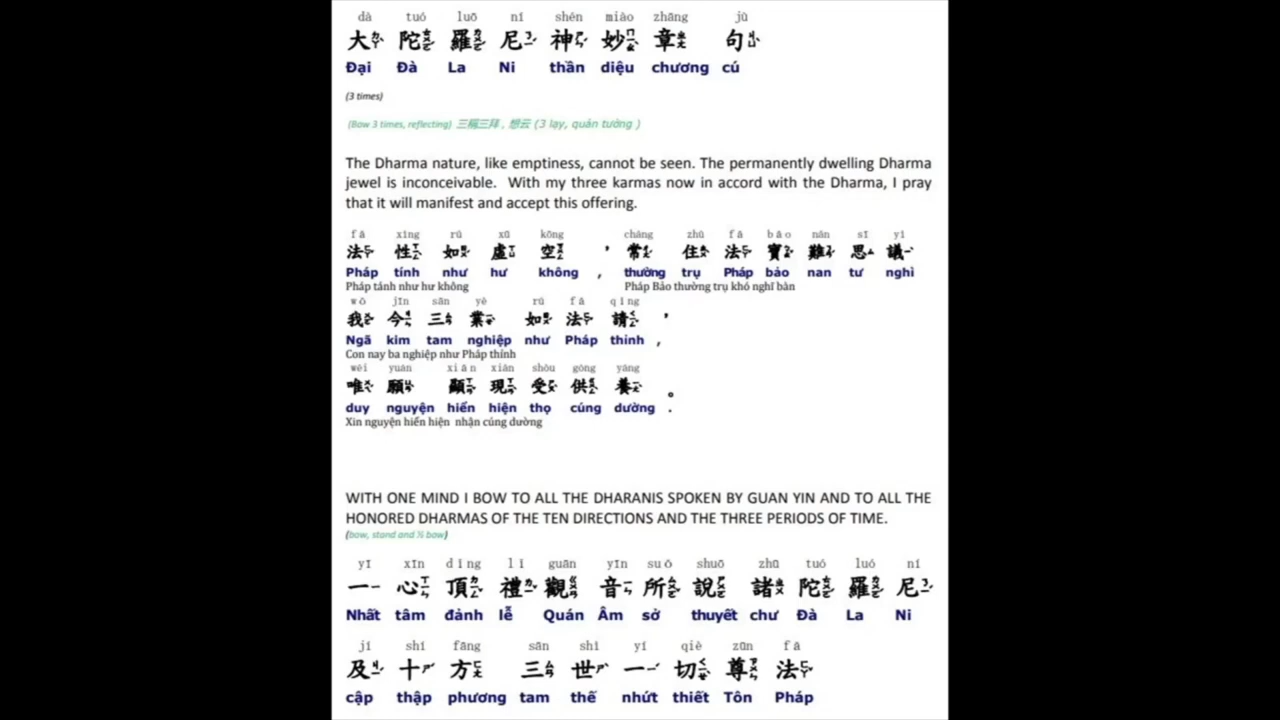 dà tuó luō ní shén miào zhāng jù
大 陀 羅 尼 神 妙 章 句
Đại Đà La Ni thần diệu chương cú
(3 times)
(Bow 3 times, reflecting) 三稱三拜 , 想云 (3 lạy, quán tưởng )
The Dharma nature, like emptiness, cannot be seen. The permanently dwelling Dharma
jewel is inconceivable. With my three karmas now in accord with the Dharma, I pray
that it will manifest and accept this offering.
fǎ xìng rú xū kōng cháng zhù fǎ bǎo nán sī yì
法 性 如 虛 空 , 常 住 法 寶 難 思 議
Pháp tính như hư không , thường trụ Pháp bảo nan tư nghì
Pháp tánh như hư không Pháp Bảo thường trụ khó nghĩ bàn
wǒ jīn sān yè rú fǎ qǐng
我 今 三 業 如 法 請 ,
Ngã kim tam nghiệp như Pháp thỉnh ,
Con nay ba nghiệp như Pháp thỉnh
wéi yuàn xiǎn xiàn shòu gòng yàng
唯 願 顯 現 受 供 養 。
duy nguyện hiển hiện thọ cúng dường .
Xin nguyện hiển hiện nhận cúng dường
WITH ONE MIND I BOW TO ALL THE DHARANIS SPOKEN BY GUAN YIN AND TO ALL THE
HONORED DHARMAS OF THE TEN DIRECTIONS AND THE THREE PERIODS OF TIME.
(bow, stand and ½ bow)
yī xīn dǐng lǐ guān yīn suǒ shuō zhū tuó luó ní
一 心 頂 禮 觀 音 所 說 諸 陀 羅 尼
Nhất tâm đảnh lễ Quán Âm sở thuyết chư Đà La Ni
jí shí fāng sān shì yí qiè zūn fǎ
及 十 方 三 世 一 切 尊 法
cập thập phương tam thế nhứt thiết Tôn Pháp